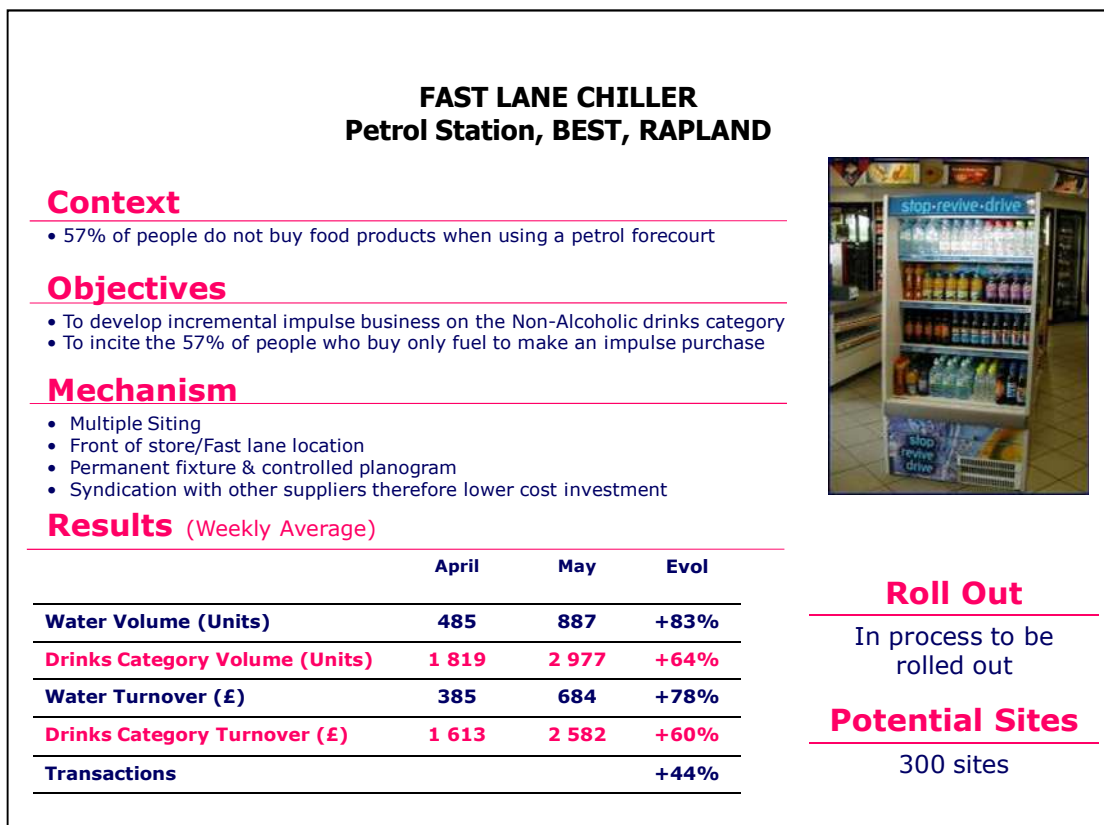 FAST LANE CHILLER
Petrol Station, BEST, RAPLAND
Context
• 57% of people do not buy food products when using a petrol forecourt
Objectives
• To develop incremental impulse business on the Non-Alcoholic drinks category
• To incite the 57% of people who buy only fuel to make an impulse purchase
Mechanism
• Multiple Siting
• Front of store/Fast lane location
• Permanent fixture & controlled planogram
• Syndication with other suppliers therefore lower cost investment
Results (Weekly Average)
April May Evol
Water Volume (Units) 485 887 +83%
Drinks Category Volume (Units) 1 819 2 977 +64%
Water Turnover (£) 385 684 +78%
Drinks Category Turnover (£) 1 613 2 582 +60%
Transactions +44%
stop•revive•drive
stop
revive
drive
Roll Out
In process to be
rolled out
Potential Sites
300 sites